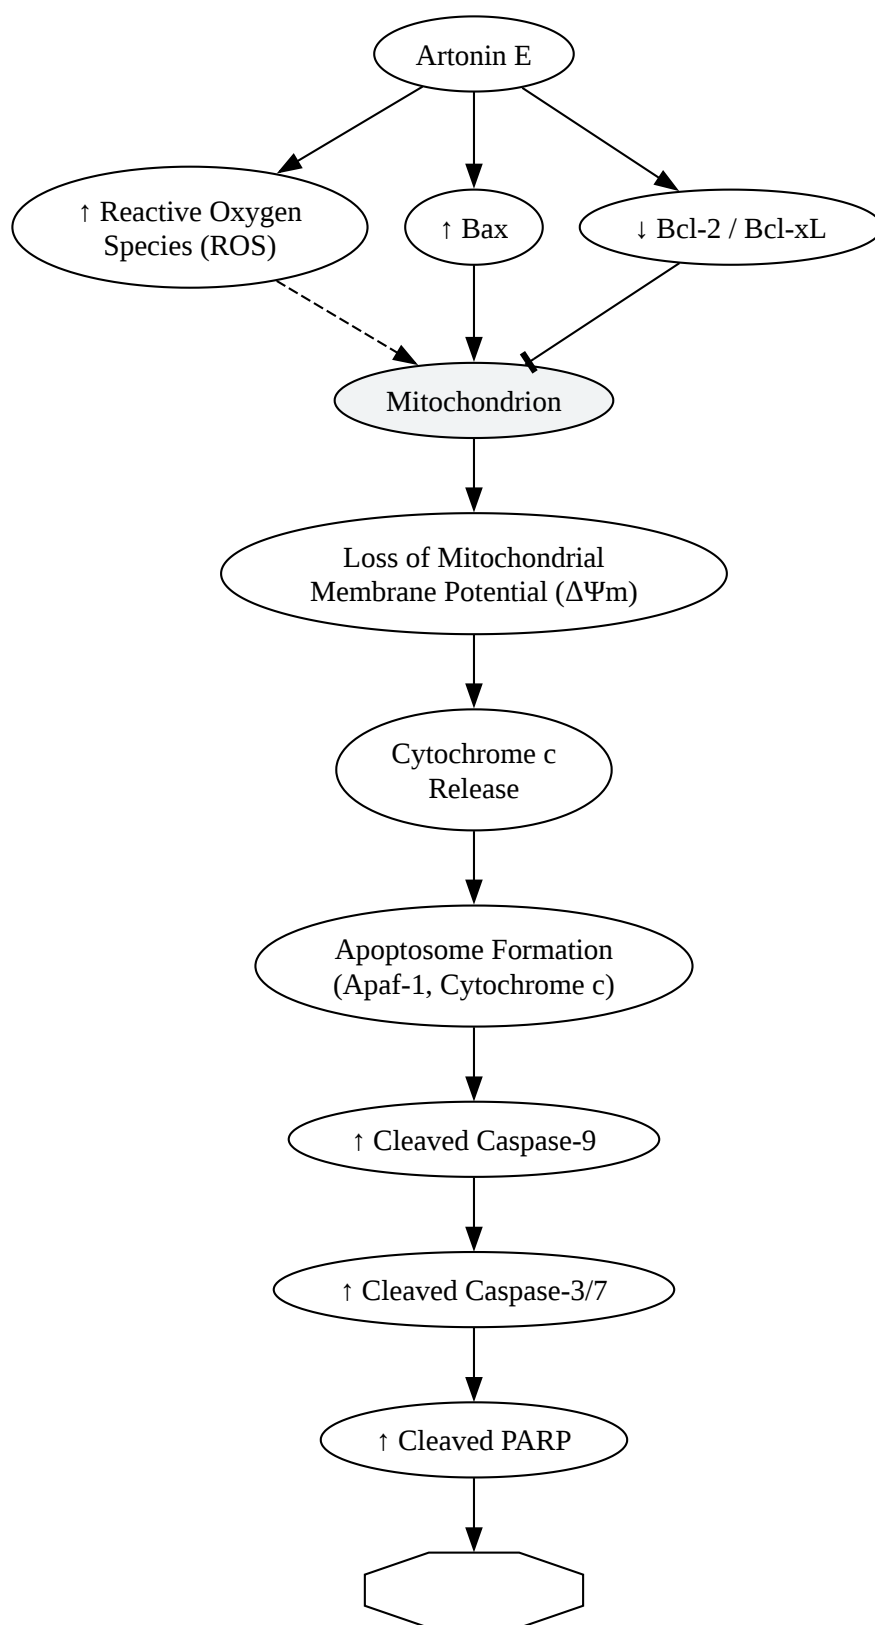 Artonin E
↑ Reactive Oxygen
Species (ROS)
↑ Bax
↓ Bcl-2 / Bcl-xL
Mitochondrion
Loss of Mitochondrial
Membrane Potential (ΔΨm)
Cytochrome c
Release
Apoptosome Formation
(Apaf-1, Cytochrome c)
↑ Cleaved Caspase-9
↑ Cleaved Caspase-3/7
↑ Cleaved PARP